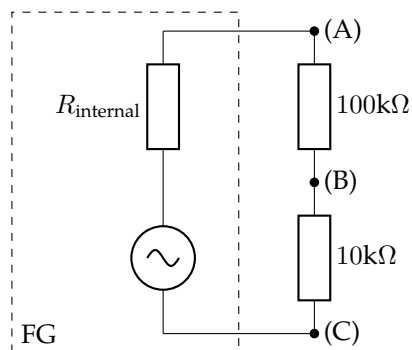 (A)
R_internal
100kΩ
(B)
10kΩ
FG
(C)